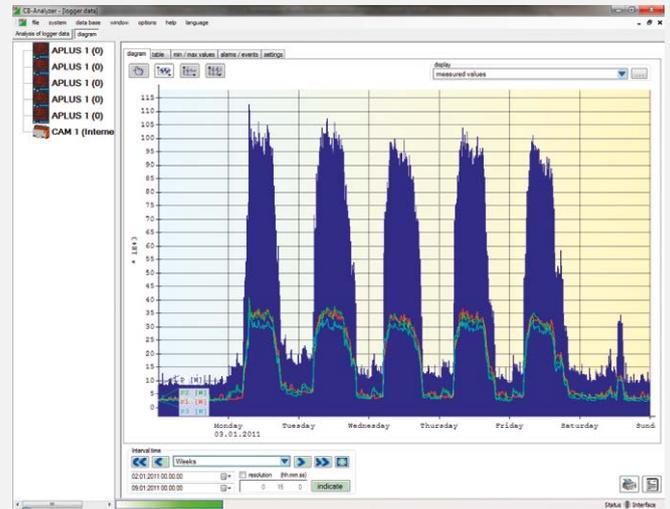 CB-Analyzer - [logger data]
file system data base window options help language
Analysis of logger data diagram
APLUS 1 (0)
APLUS 1 (0)
APLUS 1 (0)
APLUS 1 (0)
APLUS 1 (0)
CAM 1 (Interne
diagram table min / max values alarms / events settings
display
measured values
115
110
105
100
95
90
85
80
75
70
65
60
55
50
45
40
35
30
25
20
15
10
5
0
* 1E+3
P [W]
P2 [W]
P1 [W]
P3 [W]
Monday Tuesday Wednesday Thursday Friday Saturday Sund
03.01.2011
Interval time
Weeks
02.01.2011 00.00.00 resolution (hh:mm:ss)
09.01.2011 00.00.00 0 15 0 indicate
Status Interface